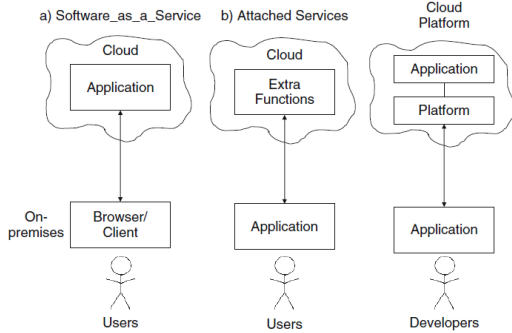 a) Software_as_a_Service
Cloud
Application
On-
premises
Browser/
Client
Users
b) Attached Services
Cloud
Extra
Functions
Application
Users
Cloud
Platform
Application
Platform
Application
Developers